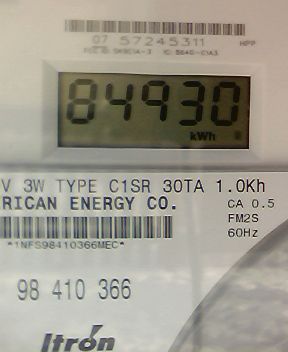 07 57245311 HPP
84930
kWh
V 3W TYPE C1SR 30TA 1.0Kh
RICAN ENERGY CO. CA 0.5
FM2S
*1NFS98410366MEC* 60Hz
98 410 366
Itron